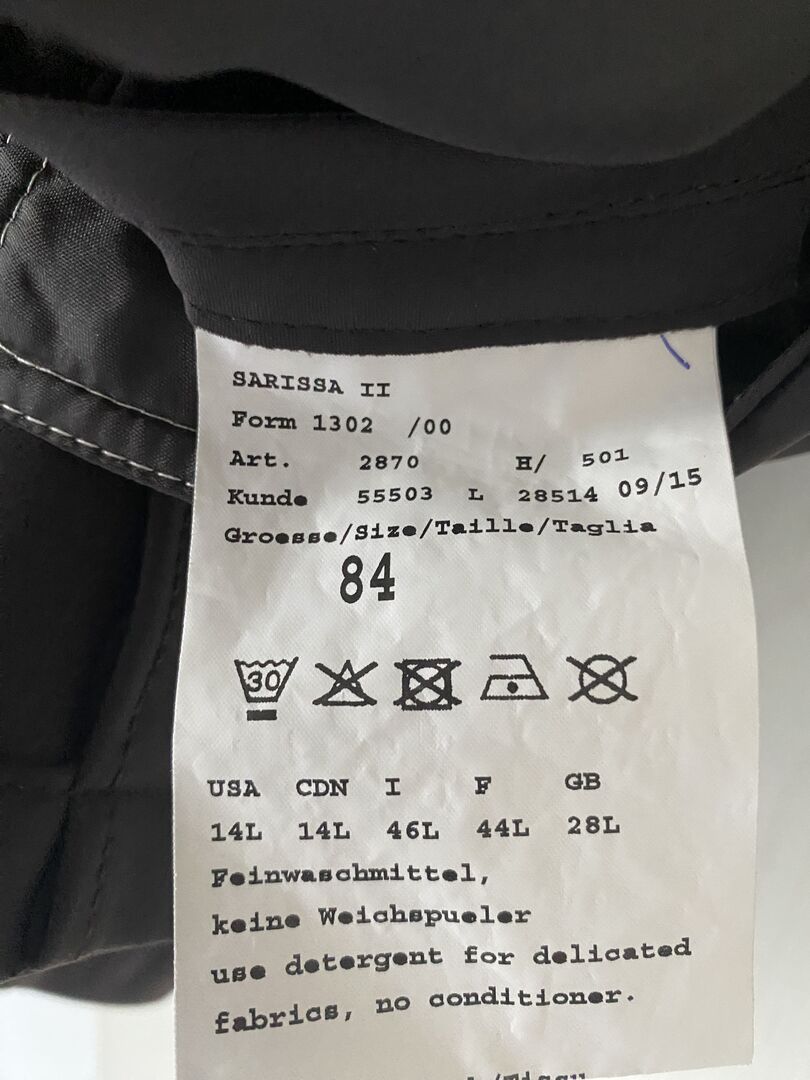 SARISSA II
Form 1302 /00
Art. 2870 H/ 501
Kunde 55503 L 28514 09/15
Groesse/Size/Taille/Taglia
84
30
USA CDN I F GB
14L 14L 46L 44L 28L
Feinwaschmittel,
keine Weichspueler
use detergent for delicated
fabrics, no conditioner.